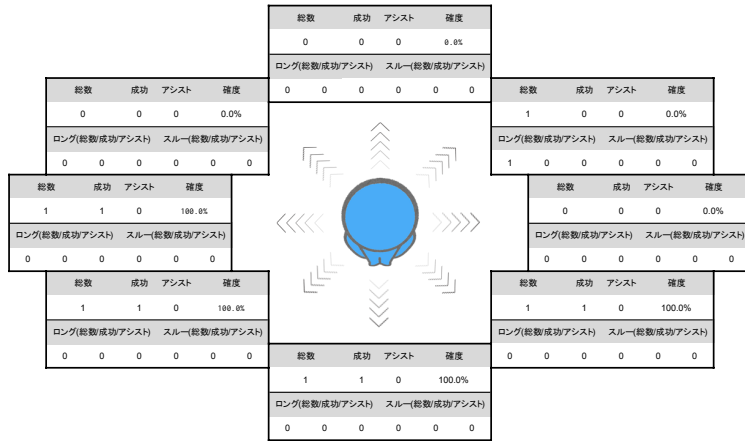 総数 成功 アシスト 確度
0 0 0 0.0%
ロング(総数/成功/アシスト) スルー(総数/成功/アシスト)
0 0 0 0 0 0
総数 成功 アシスト 確度
0 0 0 0.0%
ロング(総数/成功/アシスト) スルー(総数/成功/アシスト)
0 0 0 0 0 0
総数 成功 アシスト 確度
1 0 0 0.0%
ロング(総数/成功/アシスト) スルー(総数/成功/アシスト)
1 0 0 0 0 0
総数 成功 アシスト 確度
1 1 0 100.0%
ロング(総数/成功/アシスト) スルー(総数/成功/アシスト)
0 0 0 0 0 0
総数 成功 アシスト 確度
0 0 0 0.0%
ロング(総数/成功/アシスト) スルー(総数/成功/アシスト)
0 0 0 0 0 0
総数 成功 アシスト 確度
1 1 0 100.0%
ロング(総数/成功/アシスト) スルー(総数/成功/アシスト)
0 0 0 0 0 0
総数 成功 アシスト 確度
1 1 0 100.0%
ロング(総数/成功/アシスト) スルー(総数/成功/アシスト)
0 0 0 0 0 0
総数 成功 アシスト 確度
1 1 0 100.0%
ロング(総数/成功/アシスト) スルー(総数/成功/アシスト)
0 0 0 0 0 0